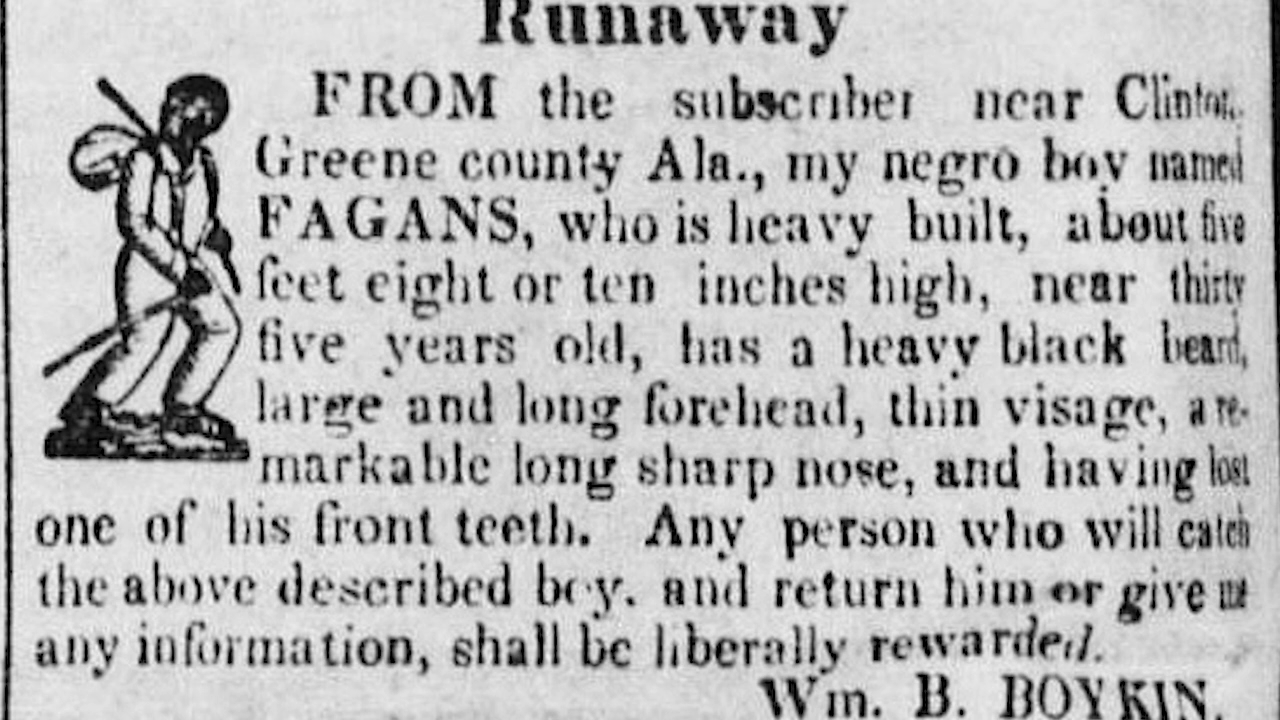 Runaway
FROM the subscriber near Clinton,
Greene county Ala., my negro boy named
FAGANS, who is heavy built, about five
feet eight or ten inches high, near thirty
five years old, has a heavy black beard,
large and long forehead, thin visage, a re-
markable long sharp nose, and having lost
one of his front teeth. Any person who will catch
the above described boy. and return him or give me
any information, shall be liberally rewarded.
Wm. B. BOYKIN.